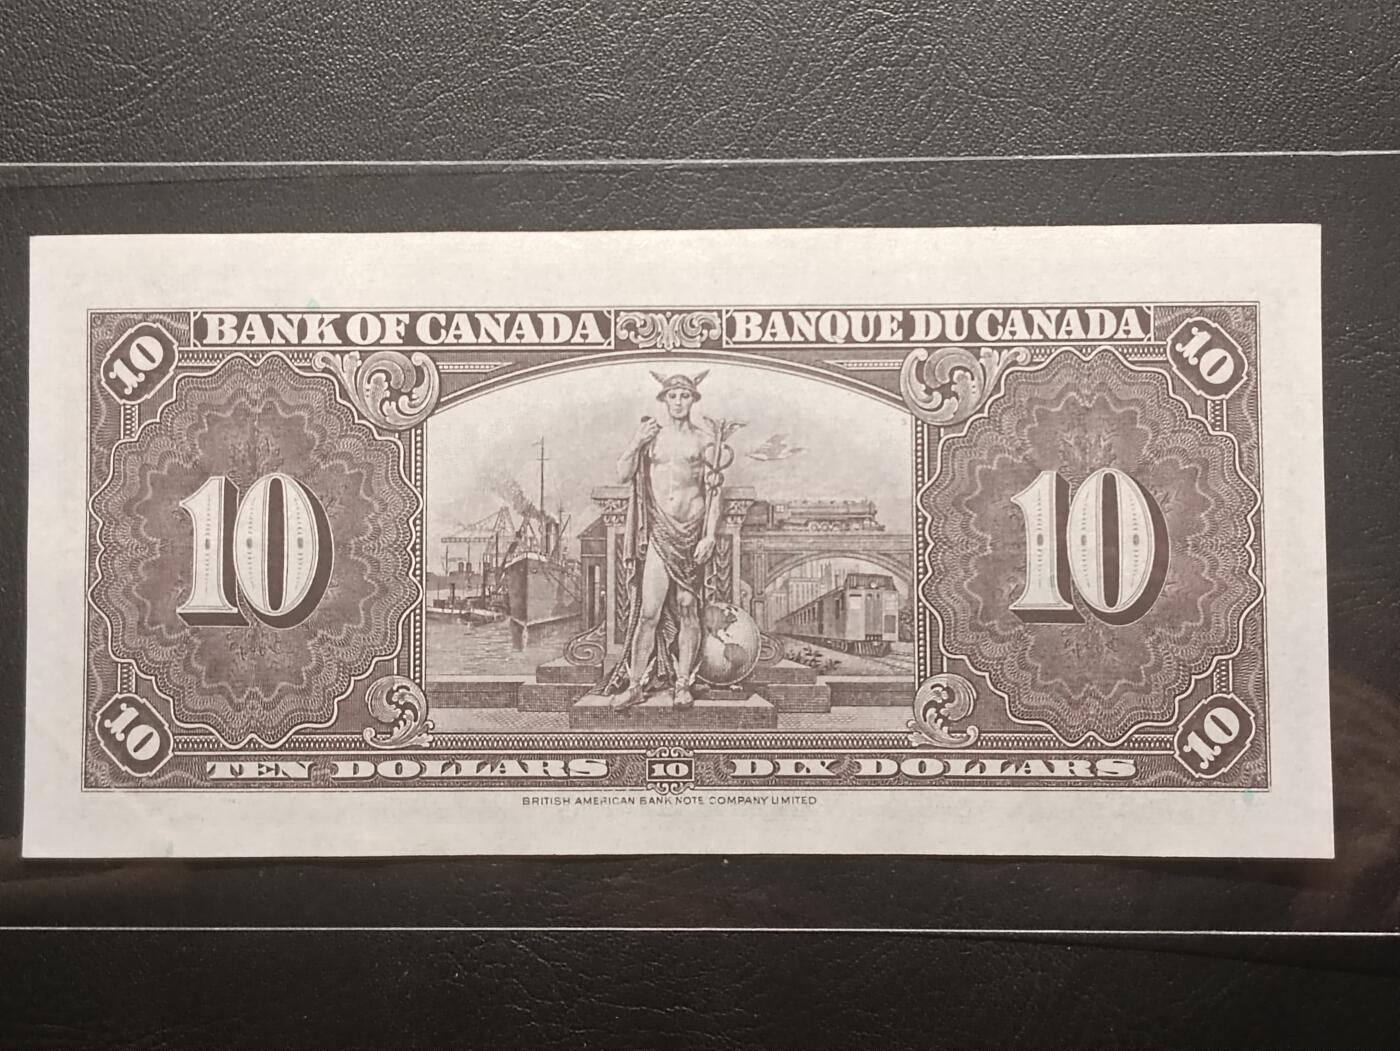 BANK OF CANADA BANQUE DU CANADA
10 10
10 10
10 10
TEN DOLLARS 10 DIX DOLLARS
BRITISH AMERICAN BANK NOTE COMPANY LIMITED